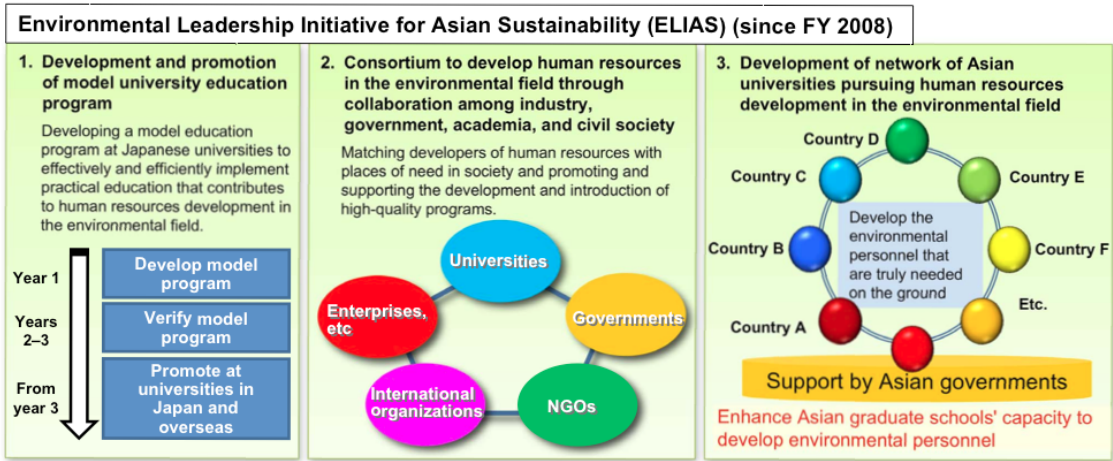 Environmental Leadership Initiative for Asian Sustainability (ELIAS) (since FY 2008)
1. Development and promotion
of model university education
program
Developing a model education
program at Japanese universities to
effectively and efficiently implement
practical education that contributes
to human resources development in
the environmental field.
Year 1
Develop model
program
Years
2–3
Verify model
program
From
year 3
Promote at
universities in
Japan and
overseas
2. Consortium to develop human resources
in the environmental field through
collaboration among industry,
government, academia, and civil society
Matching developers of human resources with
places of need in society and promoting and
supporting the development and introduction of
high-quality programs.
Universities
Enterprises,
etc
Governments
International
organizations
NGOs
3. Development of network of Asian
universities pursuing human resources
development in the environmental field
Country D
Country C
Country E
Country B
Develop the
environmental
personnel that
are truly needed
on the ground
Country F
Country A
Etc.
Support by Asian governments
Enhance Asian graduate schools' capacity to
develop environmental personnel